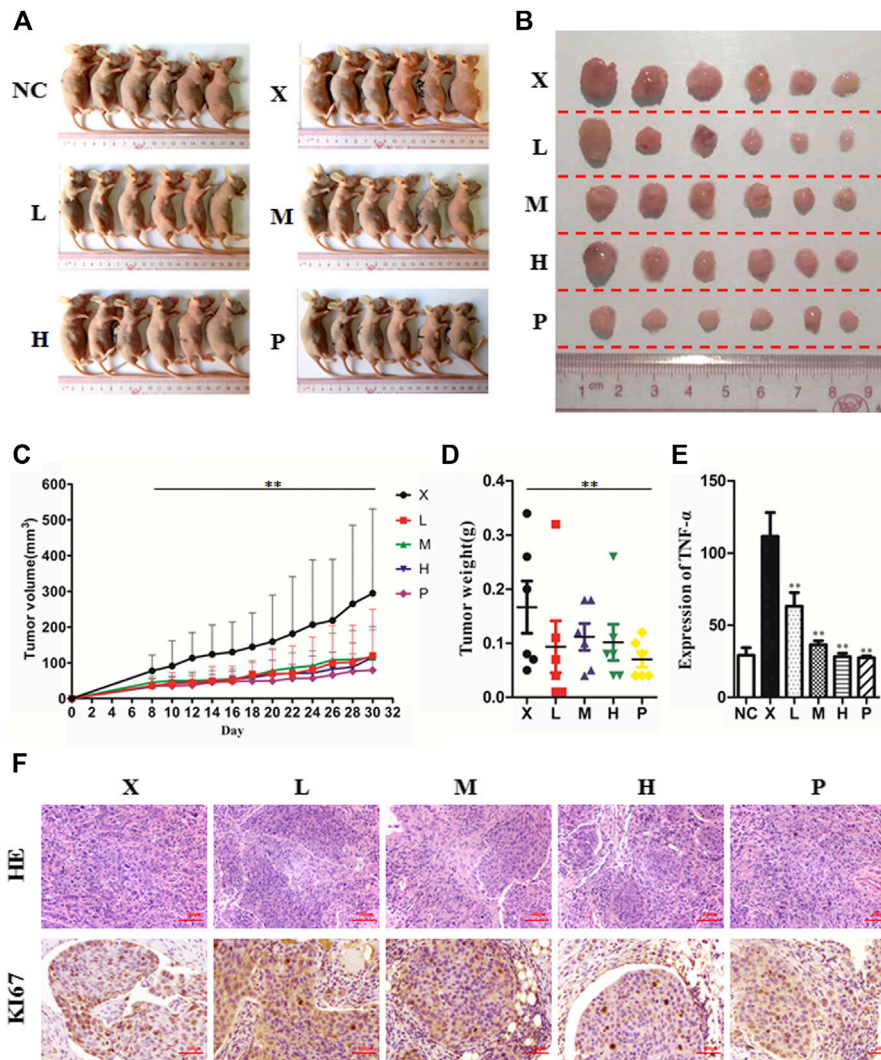 A
B
NC
X
L
M
H
P
X
L
M
H
P
1 cm 2 3 4 5 6 7 8 9
C
D
E
Tumor volume(mm³)
600
500
400
300
200
100
0
**
X
L
M
H
P
0 2 4 6 8 10 12 14 16 18 20 22 24 26 28 30 32
Day
Tumor weight(g)
0.4
0.3
0.2
0.1
0.0
**
X L M H P
Expression of TNF-α
150
100
50
0
** ** ** **
NC X L M H P
F
X L M H P
HE
KI67